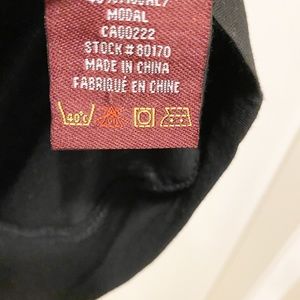 MODAL
CA00222
STOCK # 80170
MADE IN CHINA
FABRIQUÉ EN CHINE
40°C